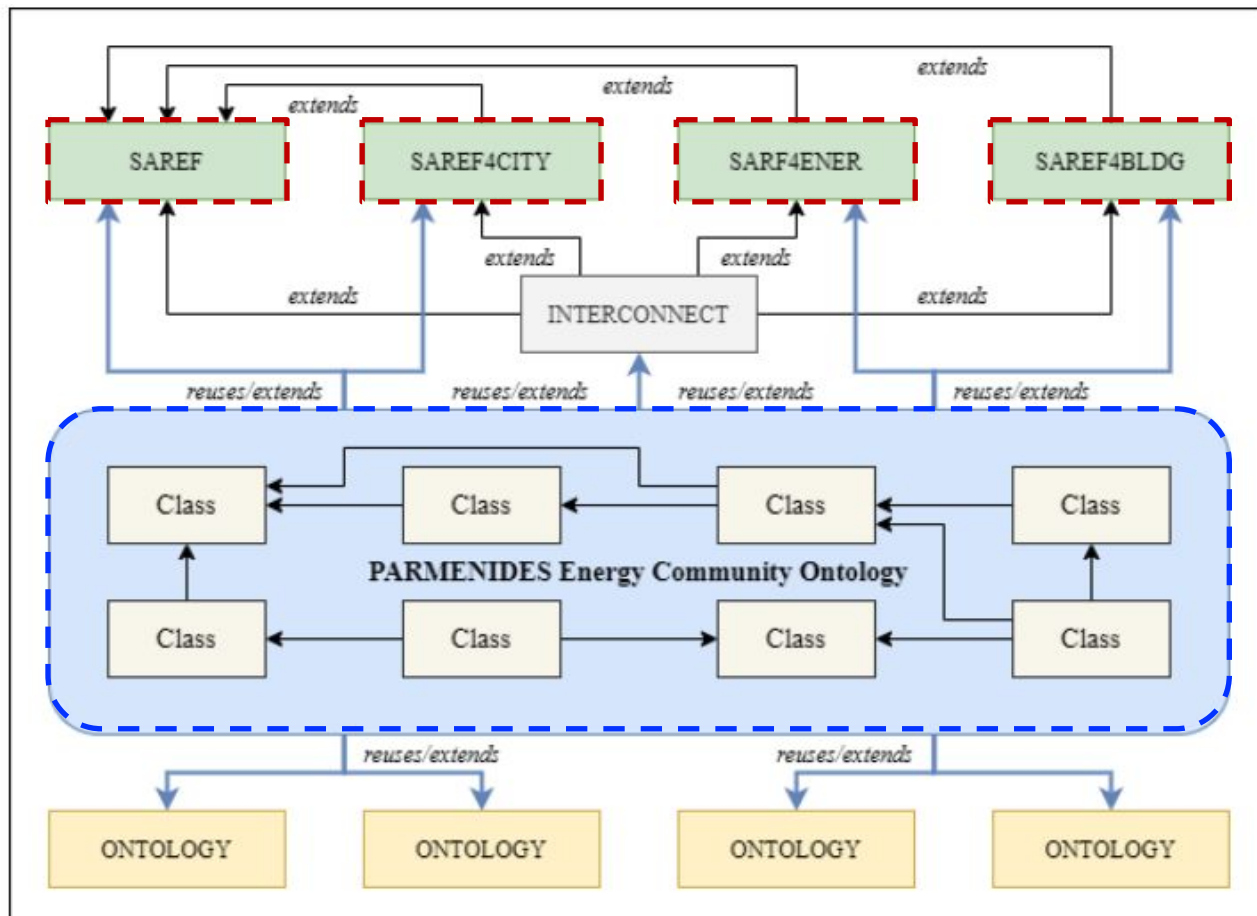 extends
extends
extends
SAREF
SAREF4CITY
SARF4ENER
SAREF4BLDG
extends
extends
extends
extends
INTERCONNECT
reuses/extends
reuses/extends
reuses/extends
reuses/extends
Class
Class
Class
Class
PARMENIDES Energy Community Ontology
Class
Class
Class
Class
reuses/extends
reuses/extends
ONTOLOGY
ONTOLOGY
ONTOLOGY
ONTOLOGY